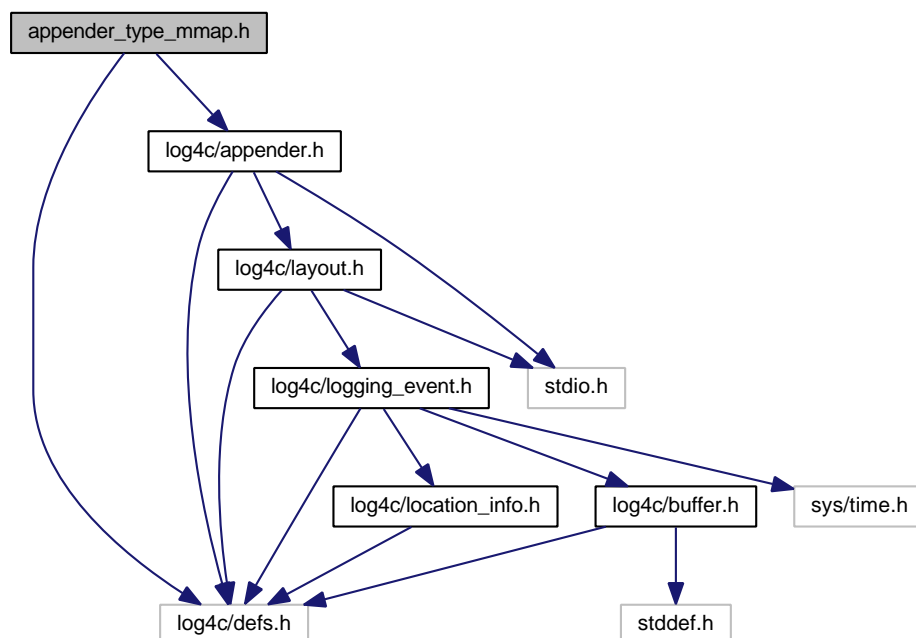 appender_type_mmap.h
log4c/appender.h
log4c/layout.h
log4c/logging_event.h
stdio.h
log4c/location_info.h
log4c/buffer.h
sys/time.h
log4c/defs.h
stddef.h